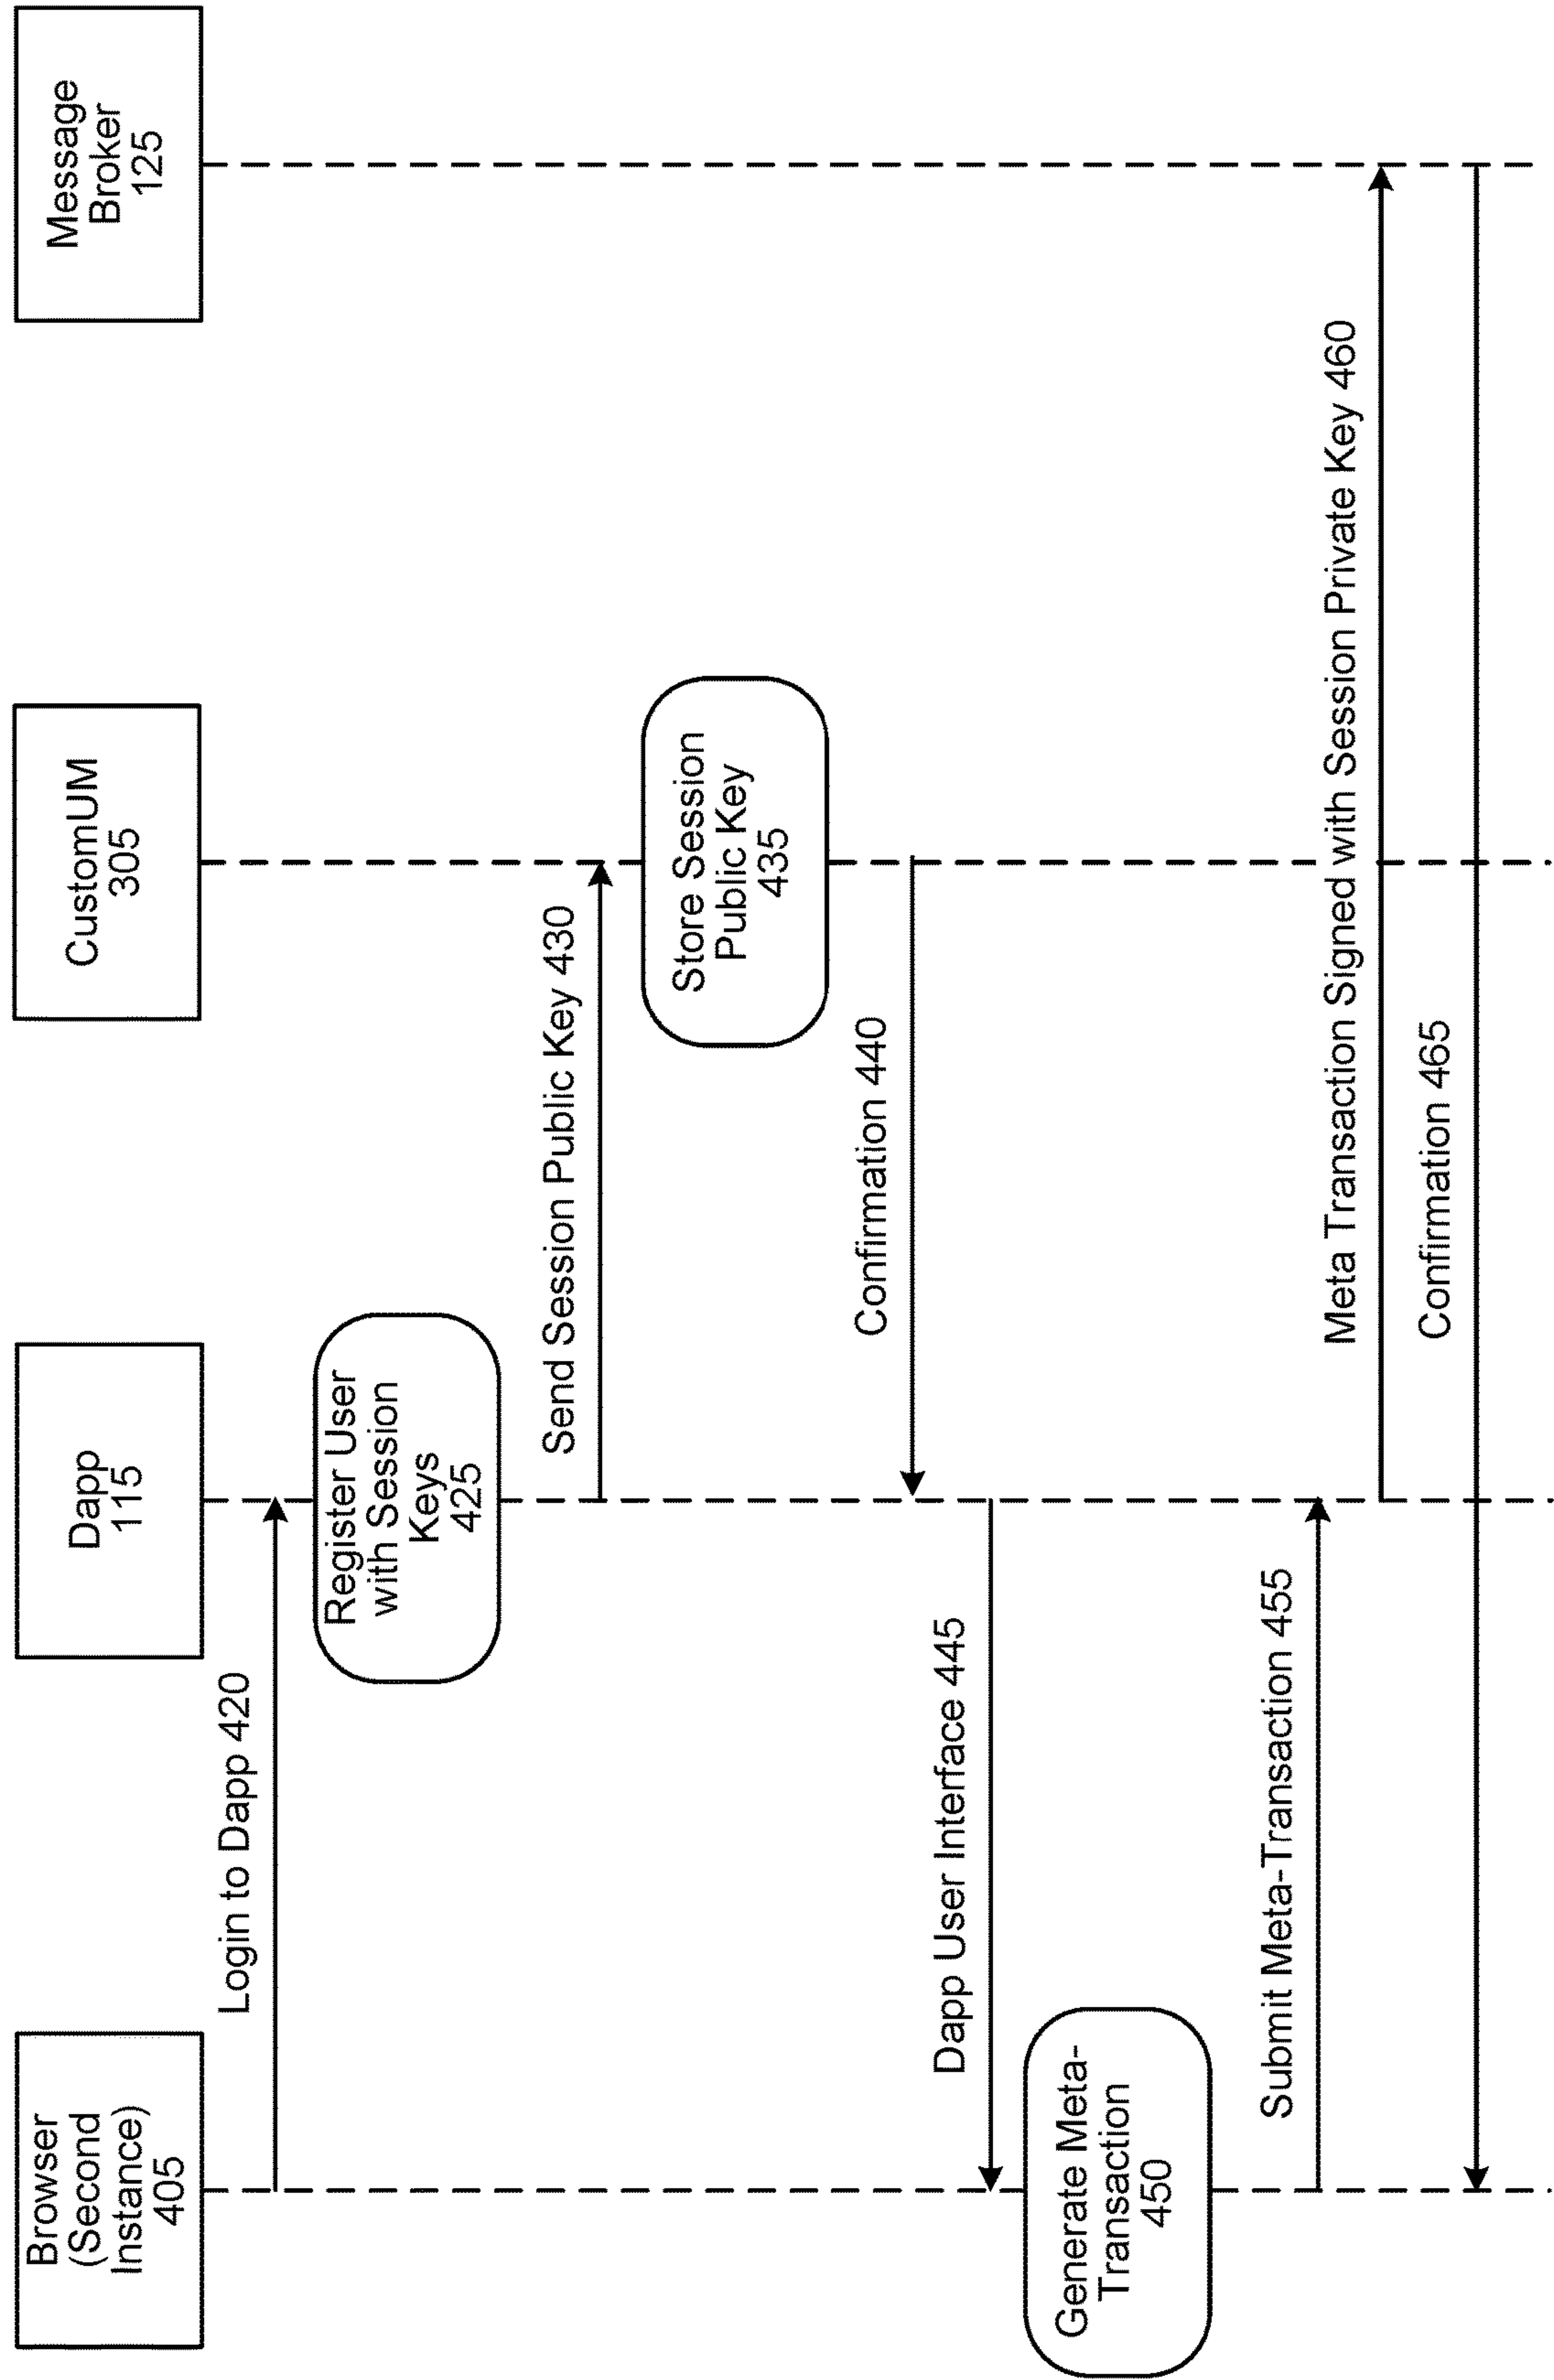 Browser
(Second
Instance)
405
Dapp
115
CustomUM
305
Message
Broker
125
Login to Dapp 420
Register User
with Session
Keys
425
Send Session Public Key 430
Store Session
Public Key
435
Confirmation 440
Dapp User Interface 445
Generate Meta-
Transaction
450
Submit Meta-Transaction 455
Meta Transaction Signed with Session Private Key 460
Confirmation 465